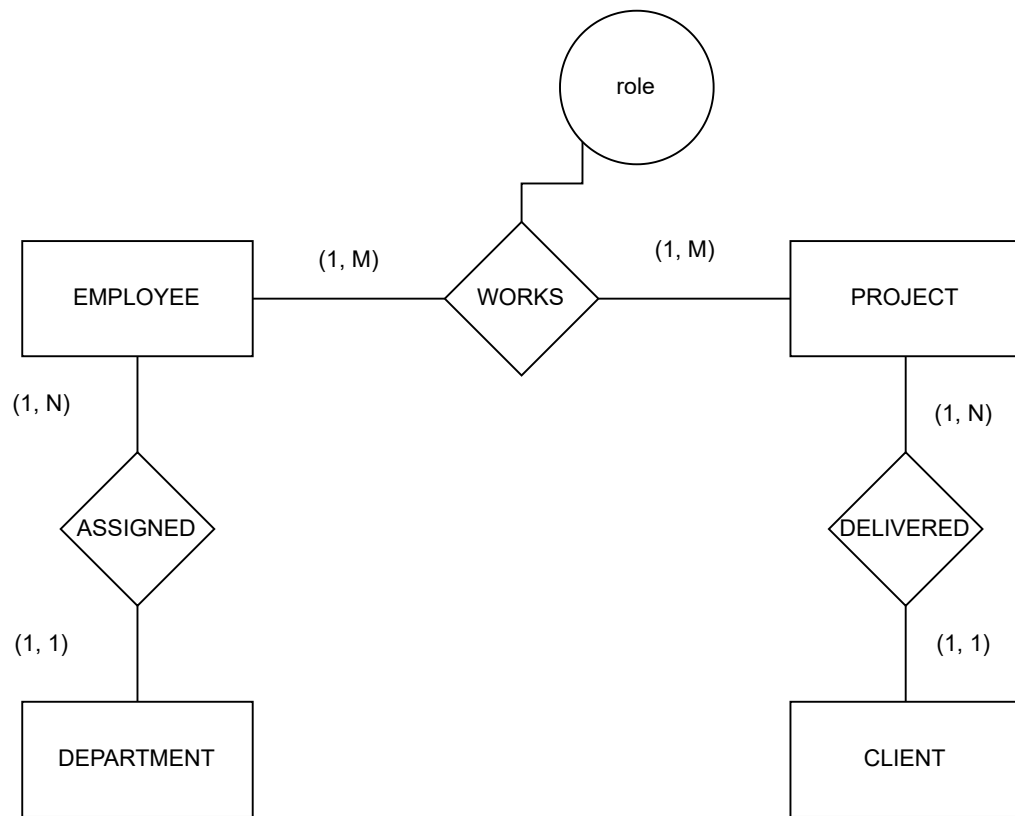 role
(1, M)
(1, M)
EMPLOYEE
WORKS
PROJECT
(1, N)
(1, N)
ASSIGNED
DELIVERED
(1, 1)
(1, 1)
DEPARTMENT
CLIENT